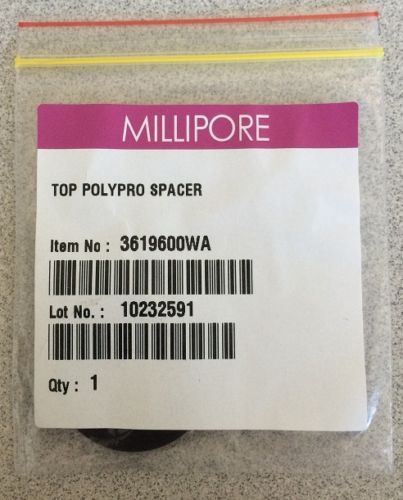 MILLIPORE
TOP POLYPRO SPACER
Item No : 3619600WA
Lot No. : 10232591
Qty : 1